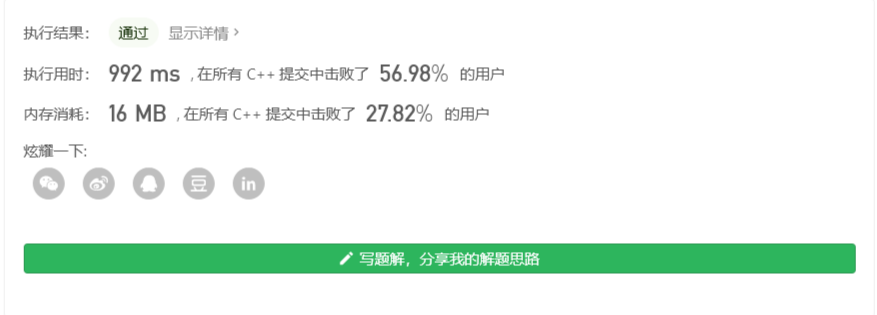 执行结果： 通过 显示详情 >
执行用时： 992 ms , 在所有 C++ 提交中击败了 56.98% 的用户
内存消耗： 16 MB , 在所有 C++ 提交中击败了 27.82% 的用户
炫耀一下:
豆 in
写题解，分享我的解题思路